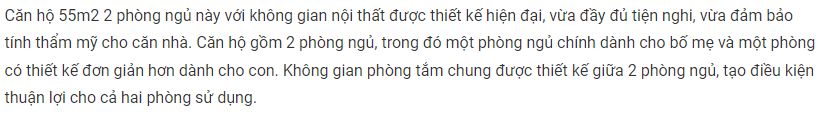 Căn hộ 55m2 2 phòng ngủ này với không gian nội thất được thiết kế hiện đại, vừa đầy đủ tiện nghi, vừa đảm bảo
tính thẩm mỹ cho căn nhà. Căn hộ gồm 2 phòng ngủ, trong đó một phòng ngủ chính dành cho bố mẹ và một phòng
có thiết kế đơn giản hơn dành cho con. Không gian phòng tắm chung được thiết kế giữa 2 phòng ngủ, tạo điều kiện
thuận lợi cho cả hai phòng sử dụng.